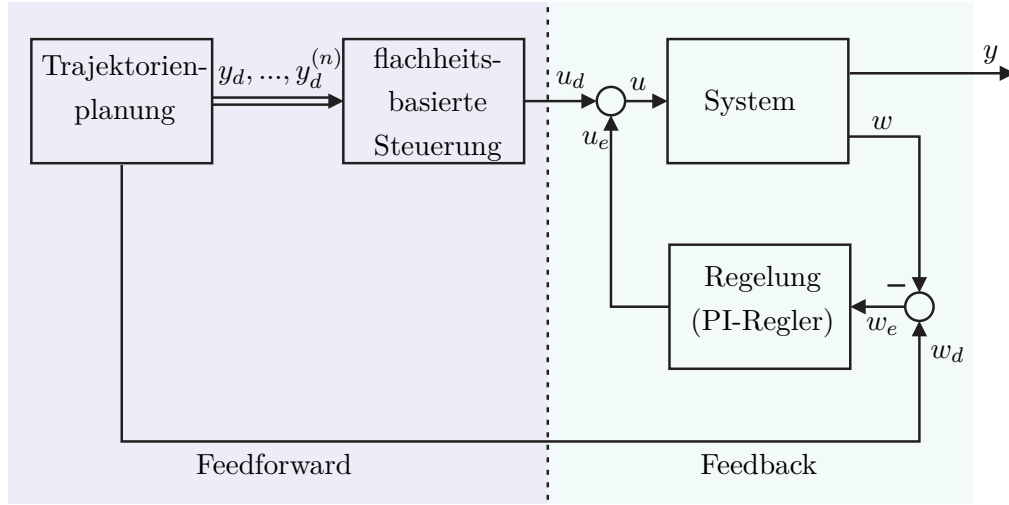 Trajektorien-
planung
y_d, ..., y_d^{(n)}
flachheits-
basierte
Steuerung
u_d
u
u_e
System
y
w
Regelung
(PI-Regler)
−
w_e
w_d
Feedforward
Feedback